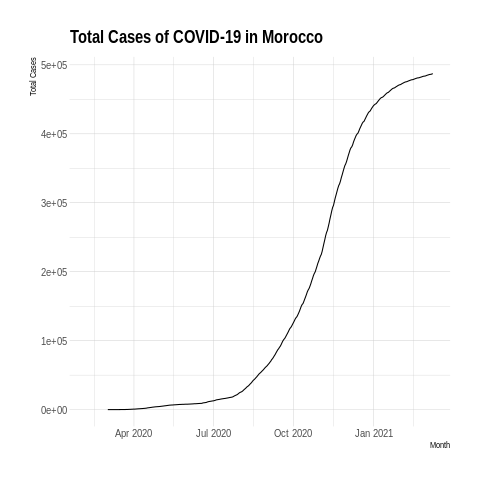 Total Cases of COVID-19 in Morocco
Total Cases
5e+05
4e+05
3e+05
2e+05
1e+05
0e+00
Apr 2020 Jul 2020 Oct 2020 Jan 2021
Month